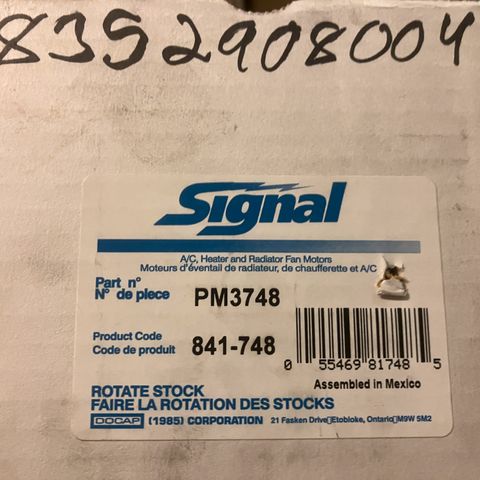 8352908004
Signal
A/C, Heater and Radiator Fan Motors
Moteurs d'éventail de radiateur, de chaufferette et A/C
Part n°
N° de piece PM3748
Product Code
Code de produit 841-748
0 55469 81748 5
Assembled in Mexico
ROTATE STOCK
FAIRE LA ROTATION DES STOCKS
DOCAP (1985) CORPORATION 21 Fasken Drive▯Etobioke, Ontario▯M9W 5M2